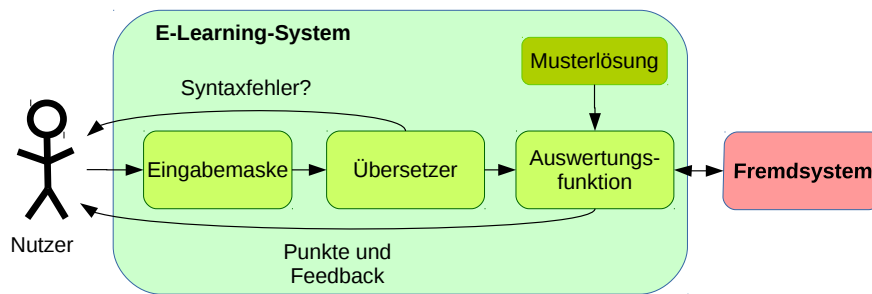 E-Learning-System
Musterlösung
Syntaxfehler?
Eingabemaske
Übersetzer
Auswertungs-
funktion
Fremdsystem
Nutzer
Punkte und
Feedback